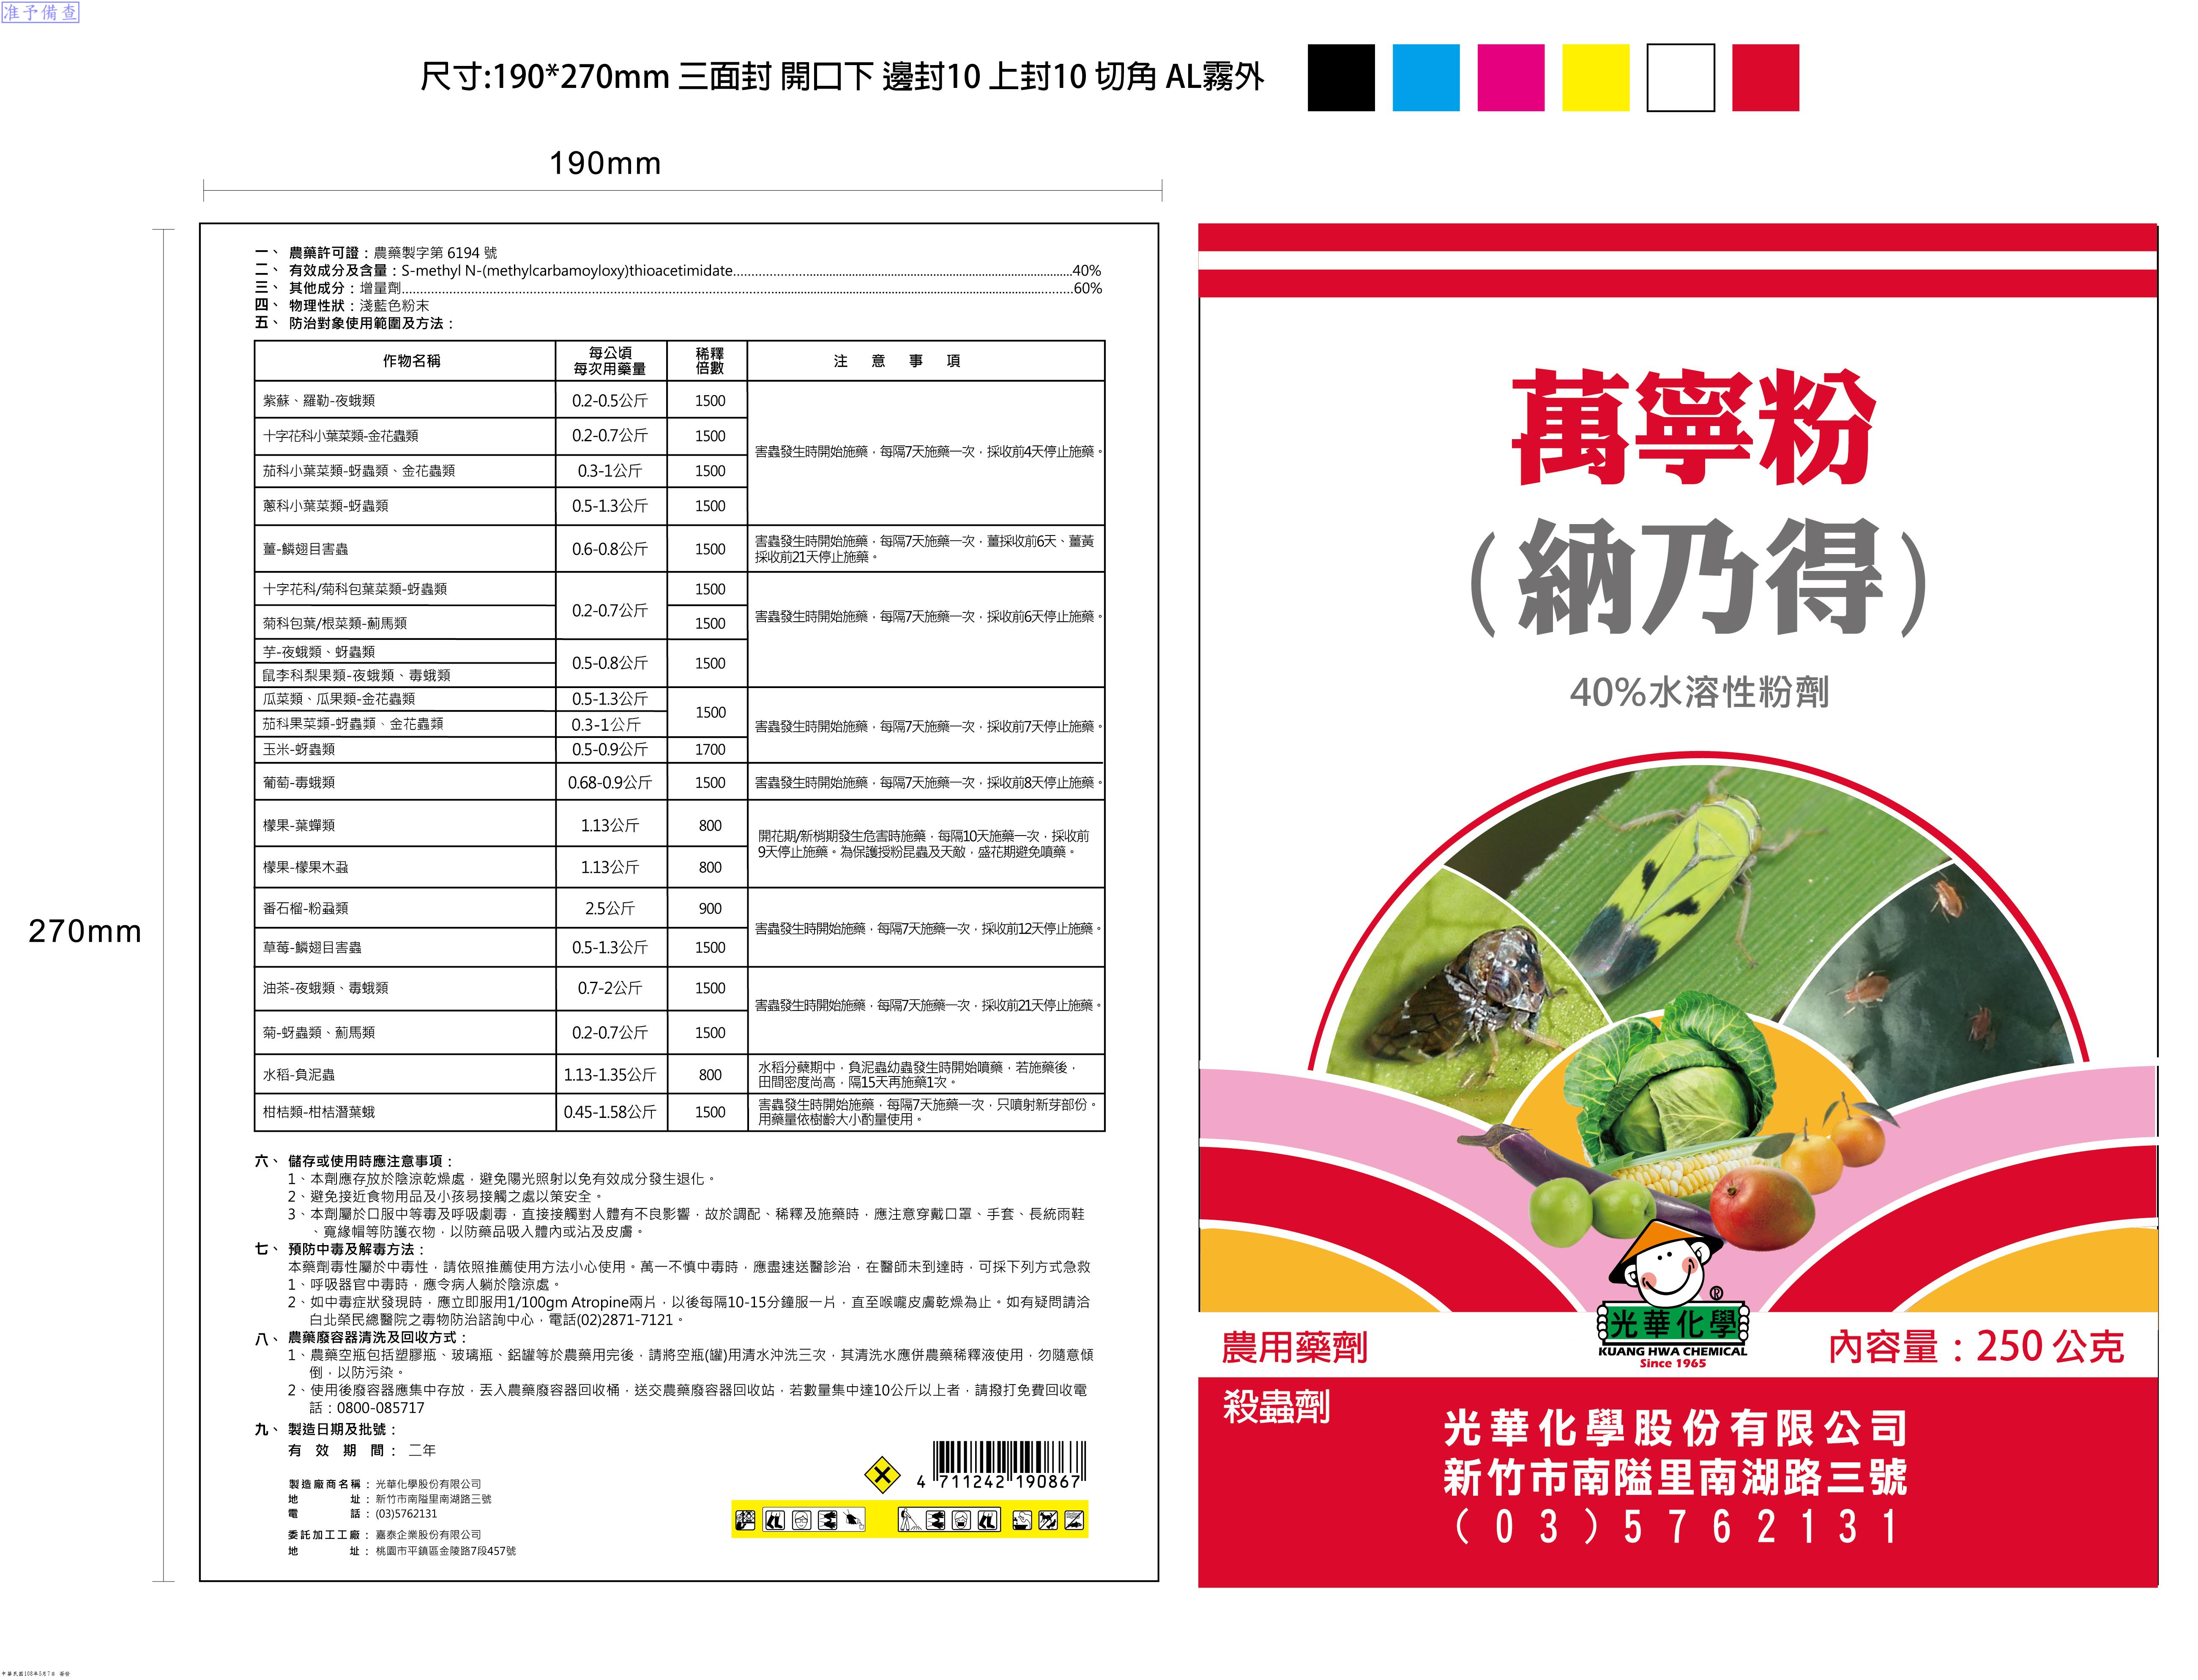 准予備查
尺寸:190*270mm 三面封 開口下 邊封10 上封10 切角 AL霧外
190mm
270mm
一、 農藥許可證：農藥製字第 6194 號
二、 有效成分及含量：S-methyl N-(methylcarbamoyloxy)thioacetimidate...40%
三、 其他成分：增量劑...60%
四、 物理性狀：淺藍色粉末
五、 防治對象使用範圍及方法：
作物名稱 每公頃每次用藥量 稀釋倍數 注意事項
紫蘇、羅勒-夜蛾類 0.2-0.5公斤 1500
十字花科小葉菜類-金花蟲類 0.2-0.7公斤 1500
害蟲發生時開始施藥，每隔7天施藥一次，採收前4天停止施藥。
茄科小葉菜類-蚜蟲類、金花蟲類 0.3-1公斤 1500
蔥科小葉菜類-蚜蟲類 0.5-1.3公斤 1500
薑-鱗翅目害蟲 0.6-0.8公斤 1500
害蟲發生時開始施藥，每隔7天施藥一次，薑採收前6天、薑黃
採收前21天停止施藥。
十字花科/菊科包葉菜類-蚜蟲類 0.2-0.7公斤 1500
菊科包葉/根菜類-薊馬類 1500
害蟲發生時開始施藥，每隔7天施藥一次，採收前6天停止施藥。
芋-夜蛾類、蚜蟲類 0.5-0.8公斤 1500
鼠李科梨果類-夜蛾類、毒蛾類
瓜菜類、瓜果類-金花蟲類 0.5-1.3公斤 1500
茄科果菜類-蚜蟲類、金花蟲類 0.3-1公斤
害蟲發生時開始施藥，每隔7天施藥一次，採收前7天停止施藥。
玉米-蚜蟲類 0.5-0.9公斤 1700
葡萄-毒蛾類 0.68-0.9公斤 1500 害蟲發生時開始施藥，每隔7天施藥一次，採收前8天停止施藥。
檬果-葉蟬類 1.13公斤 800
開花期/新梢期發生危害時施藥，每隔10天施藥一次，採收前
9天停止施藥。為保護授粉昆蟲及天敵，盛花期避免噴藥。
檬果-檬果木蝨 1.13公斤 800
番石榴-粉蝨類 2.5公斤 900
害蟲發生時開始施藥，每隔7天施藥一次，採收前12天停止施藥。
草莓-鱗翅目害蟲 0.5-1.3公斤 1500
油茶-夜蛾類、毒蛾類 0.7-2公斤 1500
害蟲發生時開始施藥，每隔7天施藥一次，採收前21天停止施藥。
菊-蚜蟲類、薊馬類 0.2-0.7公斤 1500
水稻-負泥蟲 1.13-1.35公斤 800
水稻分蘗期中，負泥蟲幼蟲發生時開始噴藥，若施藥後，
田間密度尚高，隔15天再施藥1次。
柑桔類-柑桔潛葉蛾 0.45-1.58公斤 1500
害蟲發生時開始施藥，每隔7天施藥一次，只噴射新芽部份。
用藥量依樹齡大小酌量使用。
六、 儲存或使用時應注意事項：
1、本劑應存放於陰涼乾燥處，避免陽光照射以免有效成分發生退化。
2、避免接近食物用品及小孩易接觸之處以策安全。
3、本劑屬於口服中等毒及呼吸劇毒，直接接觸對人體有不良影響，故於調配、稀釋及施藥時，應注意穿戴口罩、手套、長統雨鞋
、寬緣帽等防護衣物，以防藥品吸入體內或沾及皮膚。
七、 預防中毒及解毒方法：
本藥劑毒性屬於中毒性，請依照推薦使用方法小心使用。萬一不慎中毒時，應盡速送醫診治，在醫師未到達時，可採下列方式急救
1、呼吸器官中毒時，應令病人躺於陰涼處。
2、如中毒症狀發現時，應立即服用1/100gm Atropine兩片，以後每隔10-15分鐘服一片，直至喉嚨皮膚乾燥為止。如有疑問請洽
白北榮民總醫院之毒物防治諮詢中心，電話(02)2871-7121。
八、 農藥廢容器清洗及回收方式：
1、農藥空瓶包括塑膠瓶、玻璃瓶、鋁罐等於農藥用完後，請將空瓶(罐)用清水沖洗三次，其清洗水應併農藥稀釋液使用，勿隨意傾
倒，以防污染。
2、使用後廢容器應集中存放，丟入農藥廢容器回收桶，送交農藥廢容器回收站，若數量集中達10公斤以上者，請撥打免費回收電
話：0800-085717
九、 製造日期及批號：
有效期間：二年
製造廠商名稱：光華化學股份有限公司
地址：新竹市南隘里南湖路三號
電話：(03)5762131
委託加工工廠：嘉泰企業股份有限公司
地址：桃園市平鎮區金陵路7段457號
4 711242 190867
萬寧粉
(納乃得)
40%水溶性粉劑
®
光華化學
KUANG HWA CHEMICAL
Since 1965
農用藥劑
內容量：250公克
殺蟲劑
光華化學股份有限公司
新竹市南隘里南湖路三號
(03)5762131